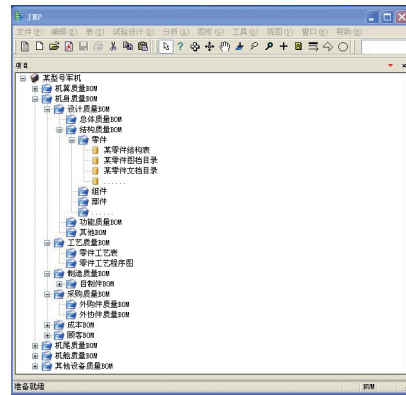 JMP
文件(F) 编辑(E) 表(T) 试验设计(D) 分析(A) 图形(G) 工具(O) 视图(V) 窗口(W) 帮助(H)
项目
某型号军机
机翼质量BOM
机身质量BOM
设计质量BOM
总体质量BOM
结构质量BOM
零件
某零件结构表
某零件图档目录
某零件文档目录
......
组件
部件
......
功能质量BOM
其他BOM
工艺质量BOM
零件工艺表
零件工艺程序图
制造质量BOM
自制件BOM
采购质量BOM
外购件质量BOM
外协件质量BOM
成本BOM
顾客BOM
机尾质量BOM
机舱质量BOM
其他设备质量BOM
准备就绪
NUM